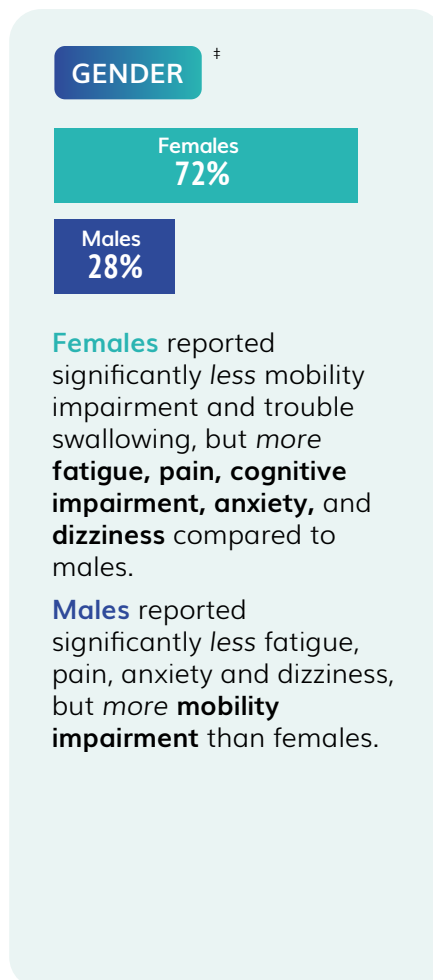 GENDER ‡
Females
72%
Males
28%
Females reported
significantly less mobility
impairment and trouble
swallowing, but more
fatigue, pain, cognitive
impairment, anxiety, and
dizziness compared to
males.
Males reported
significantly less fatigue,
pain, anxiety and dizziness,
but more mobility
impairment than females.